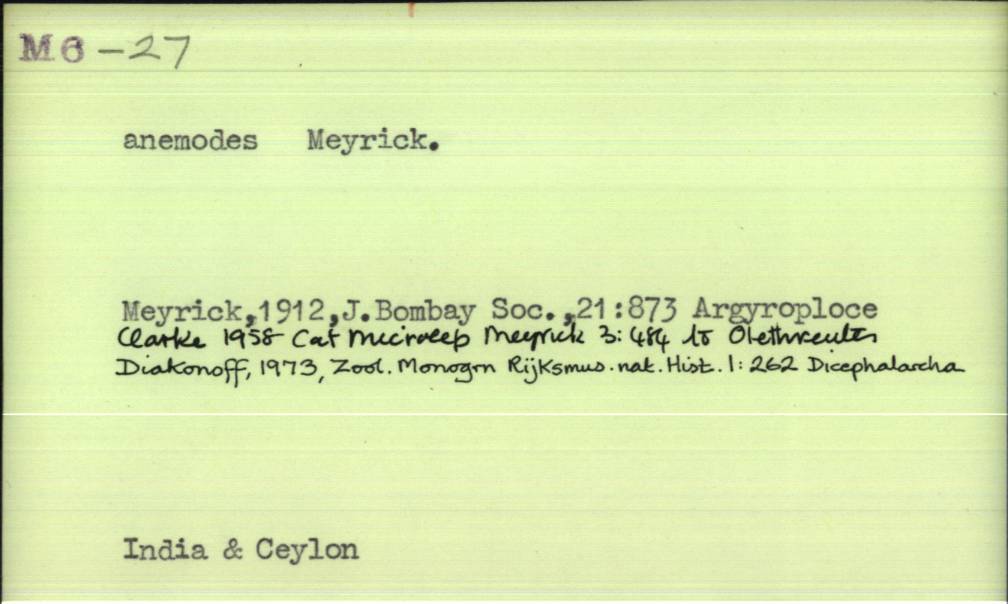 M6-27
anemodes Meyrick.
Meyrick,1912,J.Bombay Soc.,21:873 Argyroploce
Clarke 1958 Cat Microlep Meyrick 3: 484 to Olethreutes
Diakonoff, 1973, Zool. Monogrn Rijksmus. nat. Hist. 1: 262 Dicephalarcha
India & Ceylon